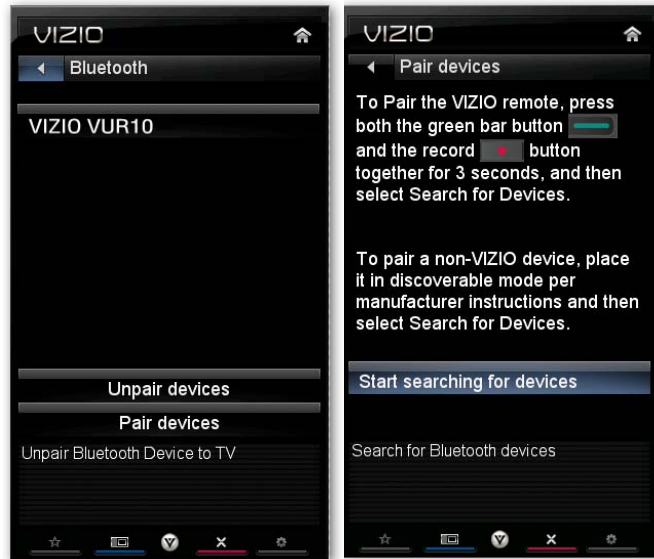 VIZIO
Bluetooth
VIZIO VUR10
Unpair devices
Pair devices
Unpair Bluetooth Device to TV
VIZIO
Pair devices
To Pair the VIZIO remote, press
both the green bar button
and the record button
together for 3 seconds, and then
select Search for Devices.
To pair a non-VIZIO device, place
it in discoverable mode per
manufacturer instructions and then
select Search for Devices.
Start searching for devices
Search for Bluetooth devices